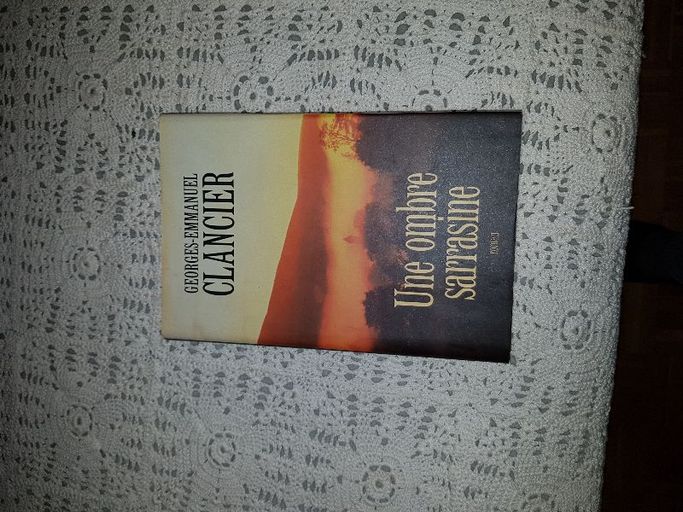 GEORGES-EMMANUEL
CLANCIER
Une ombre
sarrasine